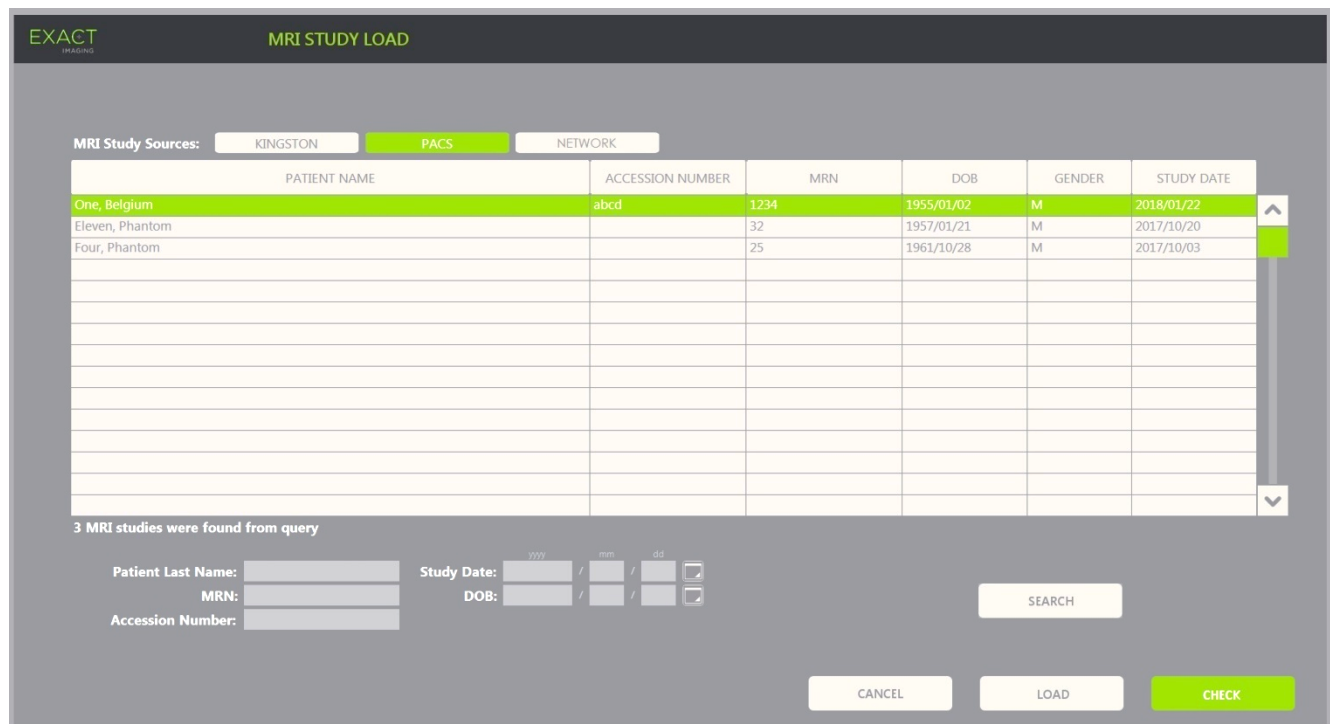 EXACT
IMAGING
MRI STUDY LOAD
MRI Study Sources: KINGSTON PACS NETWORK
PATIENT NAME ACCESSION NUMBER MRN DOB GENDER STUDY DATE
One, Belgium abcd 1234 1955/01/02 M 2018/01/22
Eleven, Phantom 32 1957/01/21 M 2017/10/20
Four, Phantom 25 1961/10/28 M 2017/10/03
3 MRI studies were found from query
yyyy mm dd
Patient Last Name: Study Date: / /
MRN: DOB: / /
SEARCH
Accession Number:
CANCEL LOAD CHECK